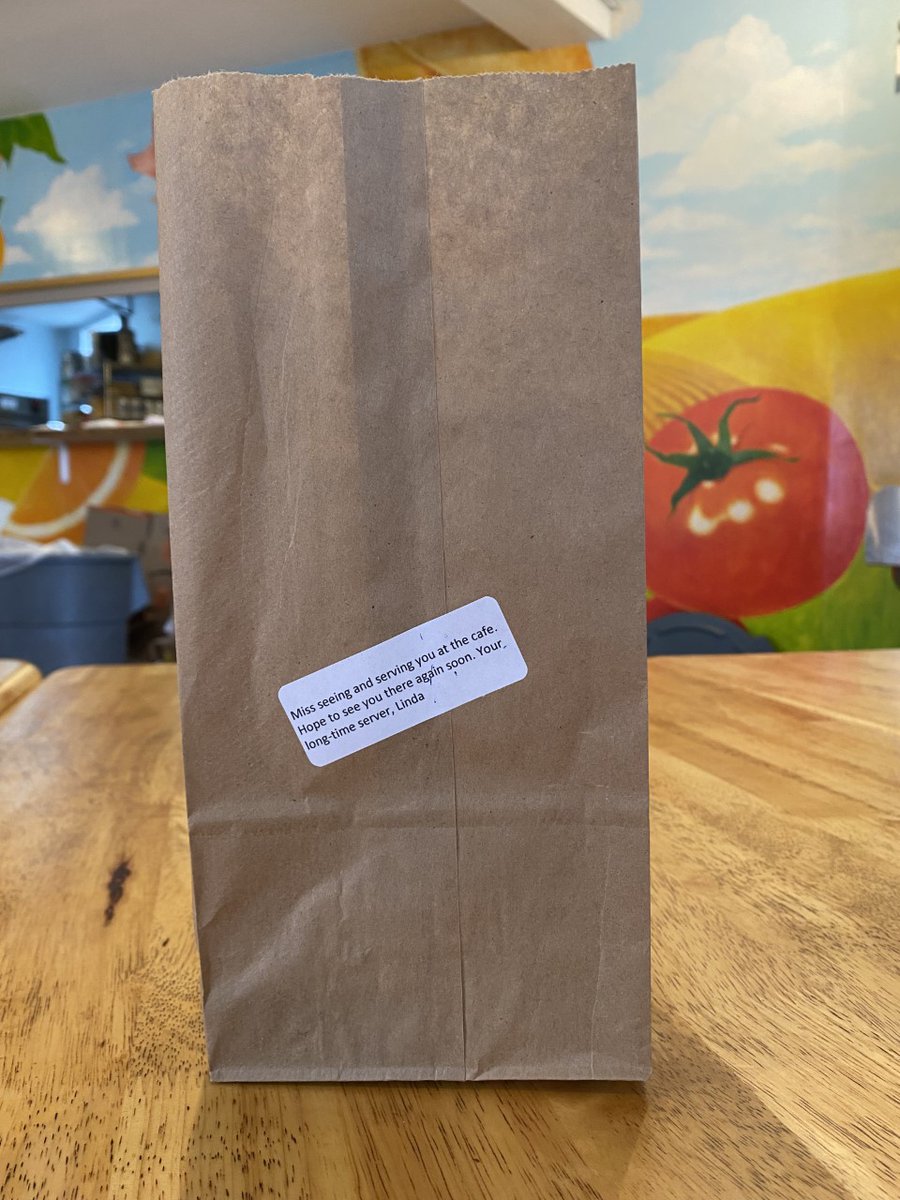 Miss seeing and serving you at the cafe.
Hope to see you there again soon. Your
long-time server, Linda